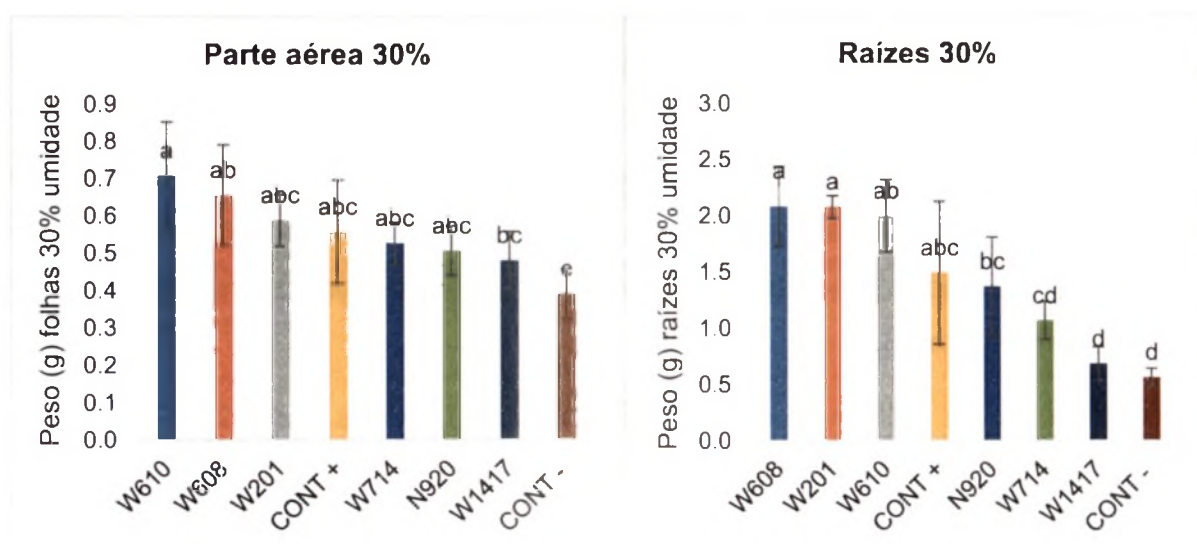 Parte aérea 30%
Peso (g) folhas 30% umidade
0.9
0.8
0.7
0.6
0.5
0.4
0.3
0.2
0.1
0.0
a
ab
abc
abc
abc
abc
bc
c
W610
W608
W201
CONT +
W714
N920
W1417
CONT -
Raízes 30%
Peso (g) raízes 30% umidade
3.0
2.5
2.0
1.5
1.0
0.5
0.0
a
a
ab
abc
bc
cd
d
d
W608
W201
W610
CONT +
N920
W714
W1417
CONT -